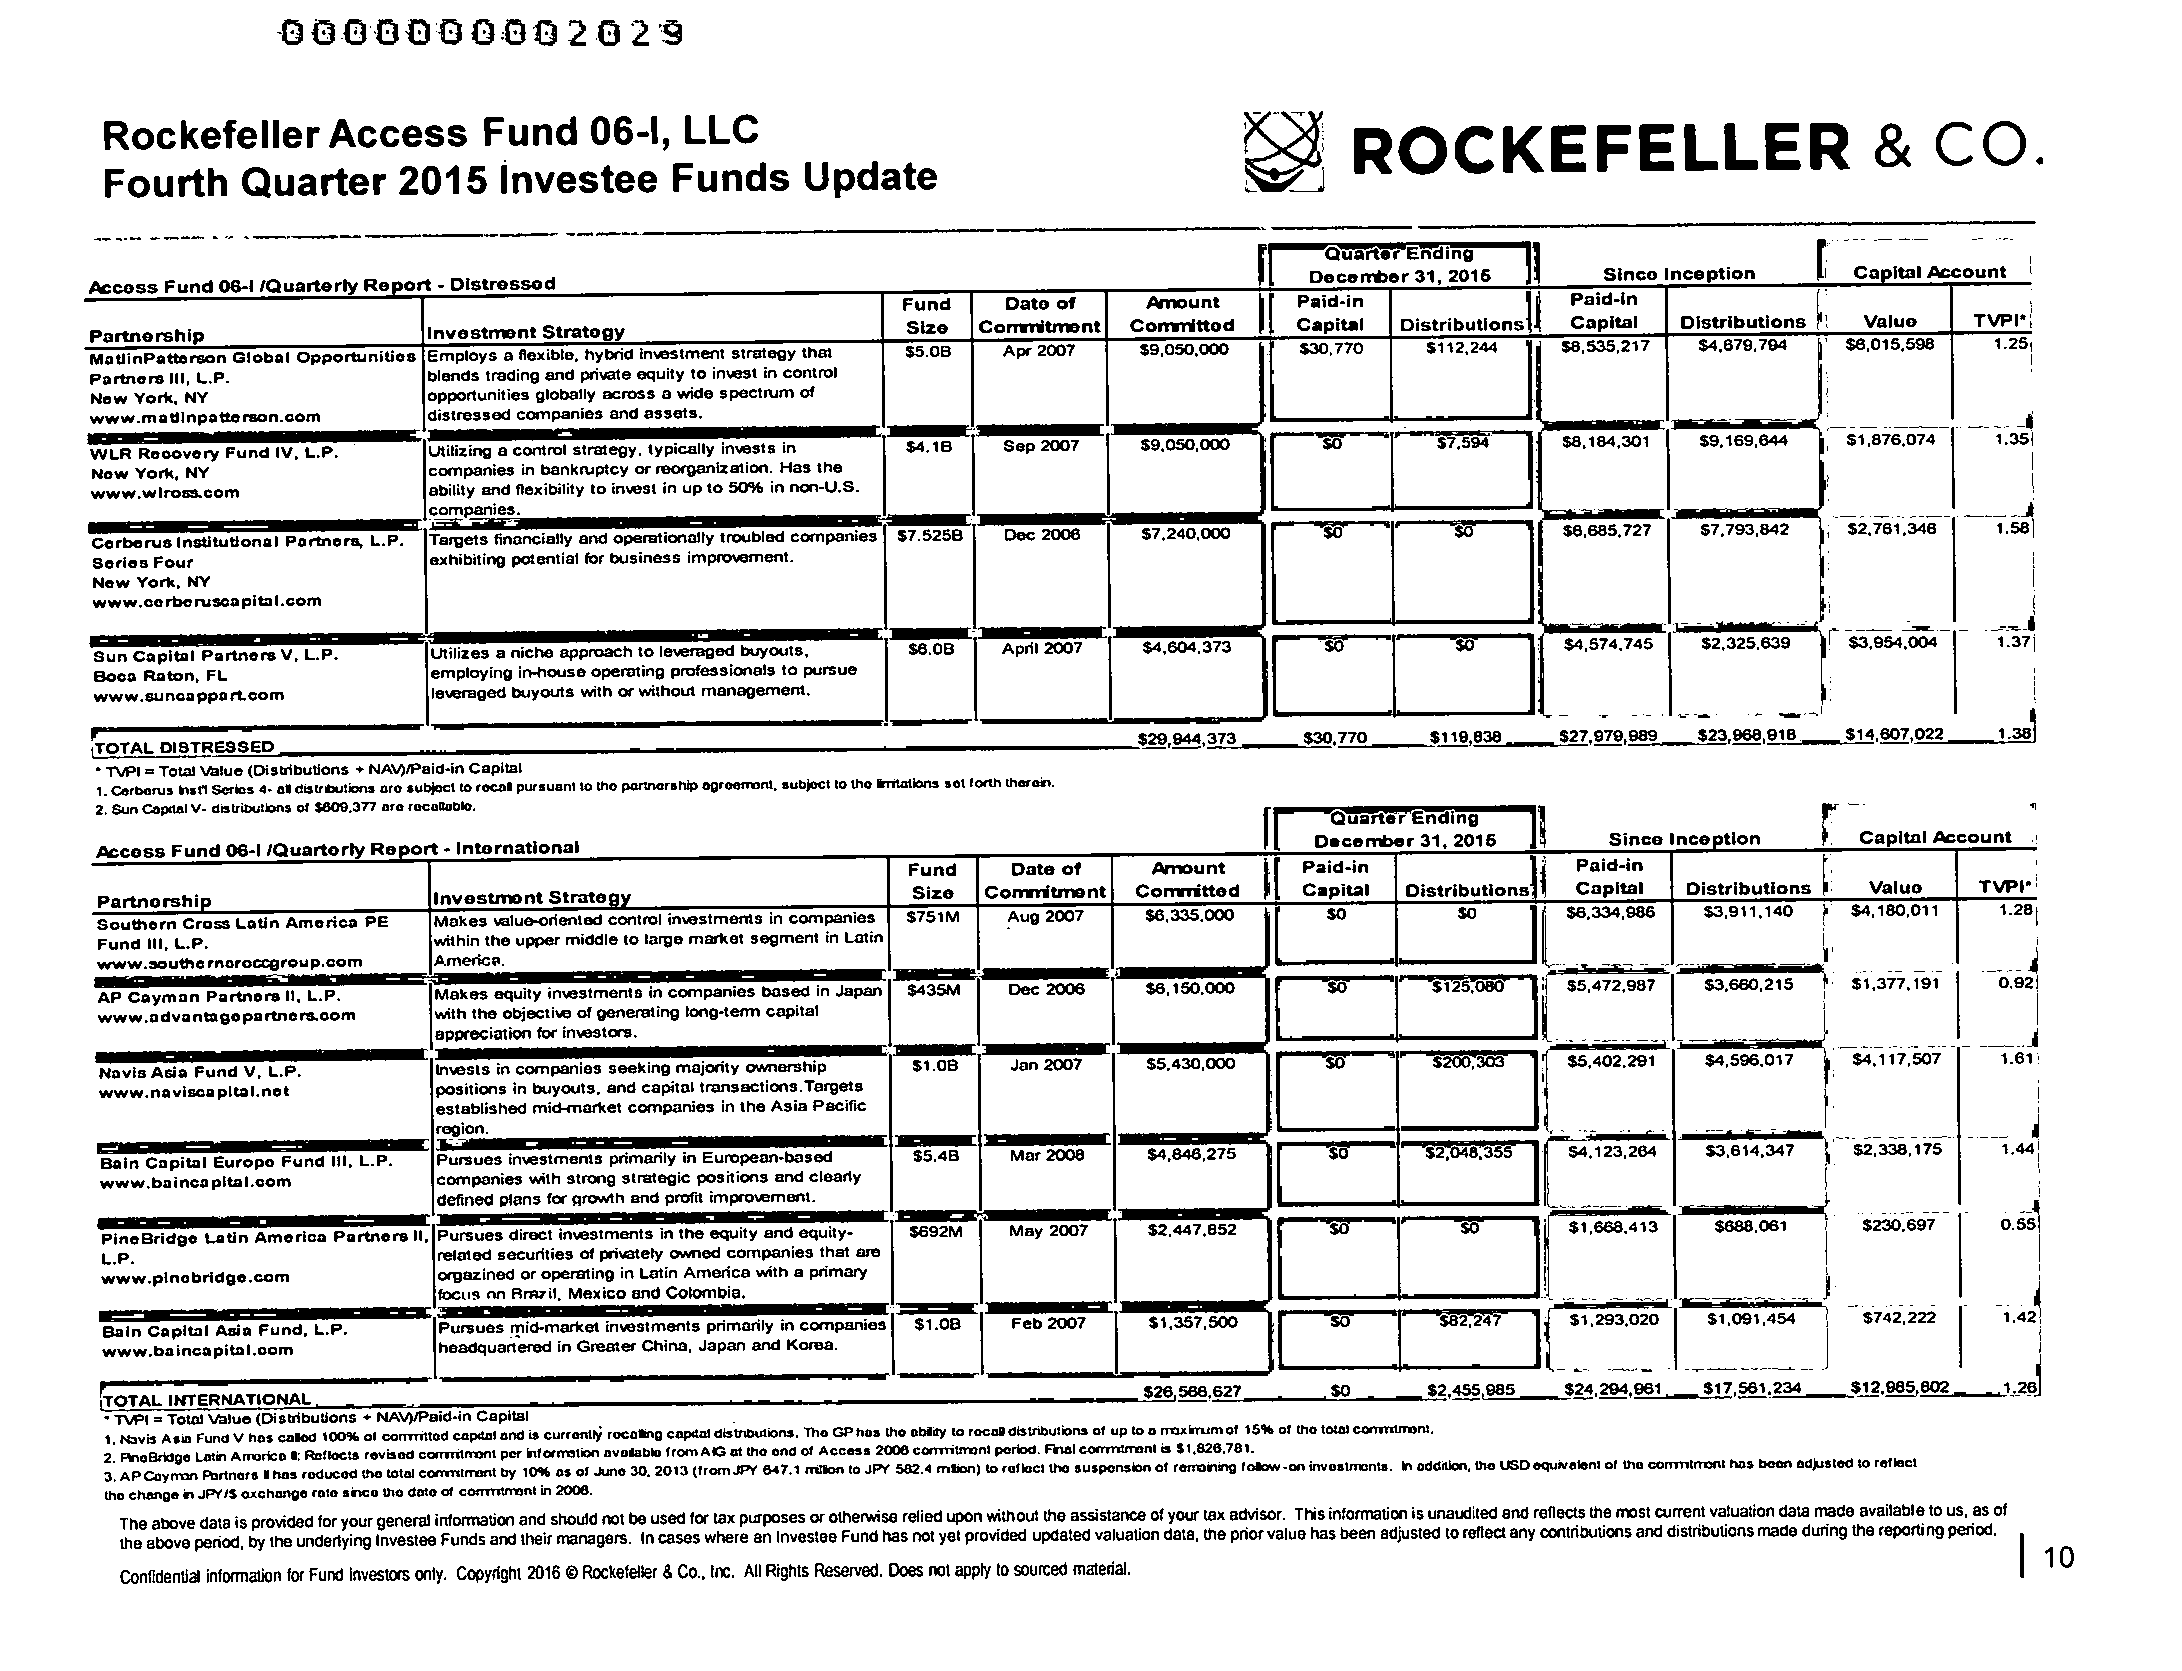 0000000002029
Rockefeller Access Fund 06-I, LLC
Fourth Quarter 2015 Investee Funds Update
ROCKEFELLER & CO.
Access Fund 06-I /Quarterly Report - Distressed
Quarter Ending
December 31, 2015
Since Inception
Capital Account
Partnership | Investment Strategy | Fund Size | Date of Commitment | Amount Committed | Paid-in Capital | Distributions | Paid-in Capital | Distributions | Value | TVPI*
MatlinPatterson Global Opportunities Employs a flexible, hybrid investment strategy that $5.0B Apr 2007 $9,050,000 $30,770 $112,244 $8,535,217 $4,679,794 $6,015,598 1.25
Partners III, L.P. blends trading and private equity to invest in control
New York, NY opportunities globally across a wide spectrum of
www.matlinpatterson.com distressed companies and assets.
WLR Recovery Fund IV, L.P. Utilizing a control strategy, typically invests in $4.1B Sep 2007 $9,050,000 $0 $7,594 $8,184,301 $9,169,644 $1,876,074 1.35
New York, NY companies in bankruptcy or reorganization. Has the
www.wlross.com ability and flexibility to invest in up to 50% in non-U.S.
companies.
Cerberus Institutional Partners, L.P. Targets financially and operationally troubled companies $7.525B Dec 2006 $7,240,000 $0 $0 $6,685,727 $7,793,842 $2,761,346 1.58
Series Four exhibiting potential for business improvement.
New York, NY
www.cerberuscapital.com
Sun Capital Partners V, L.P. Utilizes a niche approach to leveraged buyouts, $6.0B April 2007 $4,604,373 $0 $0 $4,574,745 $2,325,639 $3,954,004 1.37
Boca Raton, FL employing in-house operating professionals to pursue
www.suncappart.com leveraged buyouts with or without management.
TOTAL DISTRESSED $29,944,373 $30,770 $119,838 $27,979,989 $23,968,918 $14,607,022 1.38
* TVPI = Total Value (Distributions + NAV)/Paid-in Capital
1. Cerberus Inst'l Series 4- all distributions are subject to recall pursuant to the partnership agreement, subject to the limitations set forth therein.
2. Sun Capital V- distributions of $609,377 are recallable.
Access Fund 06-I /Quarterly Report - International
Quarter Ending
December 31, 2015
Since Inception
Capital Account
Partnership | Investment Strategy | Fund Size | Date of Commitment | Amount Committed | Paid-in Capital | Distributions | Paid-in Capital | Distributions | Value | TVPI*
Southern Cross Latin America PE Makes value-oriented control investments in companies $751M Aug 2007 $6,335,000 $0 $0 $6,334,986 $3,911,140 $4,180,011 1.28
Fund III, L.P. within the upper middle to large market segment in Latin
www.southerncroccgroup.com America.
AP Cayman Partners II, L.P. Makes equity investments in companies based in Japan $435M Dec 2006 $6,150,000 $0 $125,080 $5,472,987 $3,660,215 $1,377,191 0.92
www.advantagepartners.com with the objective of generating long-term capital
appreciation for investors.
Navis Asia Fund V, L.P. Invests in companies seeking majority ownership $1.0B Jan 2007 $5,430,000 $0 $200,303 $5,402,291 $4,596,017 $4,117,507 1.61
www.naviscapital.net positions in buyouts, and capital transactions.Targets
established mid-market companies in the Asia Pacific
region.
Bain Capital Europe Fund III, L.P. Pursues investments primarily in European-based $5.4B Mar 2008 $4,846,275 $0 $2,048,355 $4,123,264 $3,614,347 $2,338,175 1.44
www.baincapital.com companies with strong strategic positions and clearly
defined plans for growth and profit improvement.
PineBridge Latin America Partners II, Pursues direct investments in the equity and equity- $692M May 2007 $2,447,852 $0 $0 $1,668,413 $688,061 $230,697 0.55
L.P. related securities of privately owned companies that are
www.pinebridge.com orgazined or operating in Latin America with a primary
focus on Brazil, Mexico and Colombia.
Bain Capital Asia Fund, L.P. Pursues mid-market investments primarily in companies $1.0B Feb 2007 $1,357,500 $0 $82,247 $1,293,020 $1,091,454 $742,222 1.42
www.baincapital.com headquartered in Greater China, Japan and Korea.
TOTAL INTERNATIONAL $26,566,627 $0 $2,455,985 $24,294,961 $17,561,234 $12,985,802 1.26
* TVPI = Total Value (Distributions + NAV)/Paid-in Capital
1. Navis Asia Fund V has called 100% of committed capital and is currently recalling capital distributions. The GP has the ability to recall distributions of up to a maximum of 15% of the total commitment.
2. PineBridge Latin America II: Reflects revised commitment per information available from AIG at the end of Access 2006 commitment period. Final commitment is $1,826,781.
3. AP Cayman Partners II has reduced the total commitment by 10% as of June 30, 2013 (from JPY 647.1 million to JPY 582.4 million) to reflect the suspension of remaining follow-on investments. In addition, the USD equivalent of the commitment has been adjusted to reflect
the change in JPY/$ exchange rate since the date of commitment in 2006.
The above data is provided for your general information and should not be used for tax purposes or otherwise relied upon without the assistance of your tax advisor. This information is unaudited and reflects the most current valuation data made available to us, as of
the above period, by the underlying Investee Funds and their managers. In cases where an Investee Fund has not yet provided updated valuation data, the prior value has been adjusted to reflect any contributions and distributions made during the reporting period.
Confidential information for Fund Investors only. Copyright 2016 © Rockefeller & Co., Inc. All Rights Reserved. Does not apply to sourced material.
10